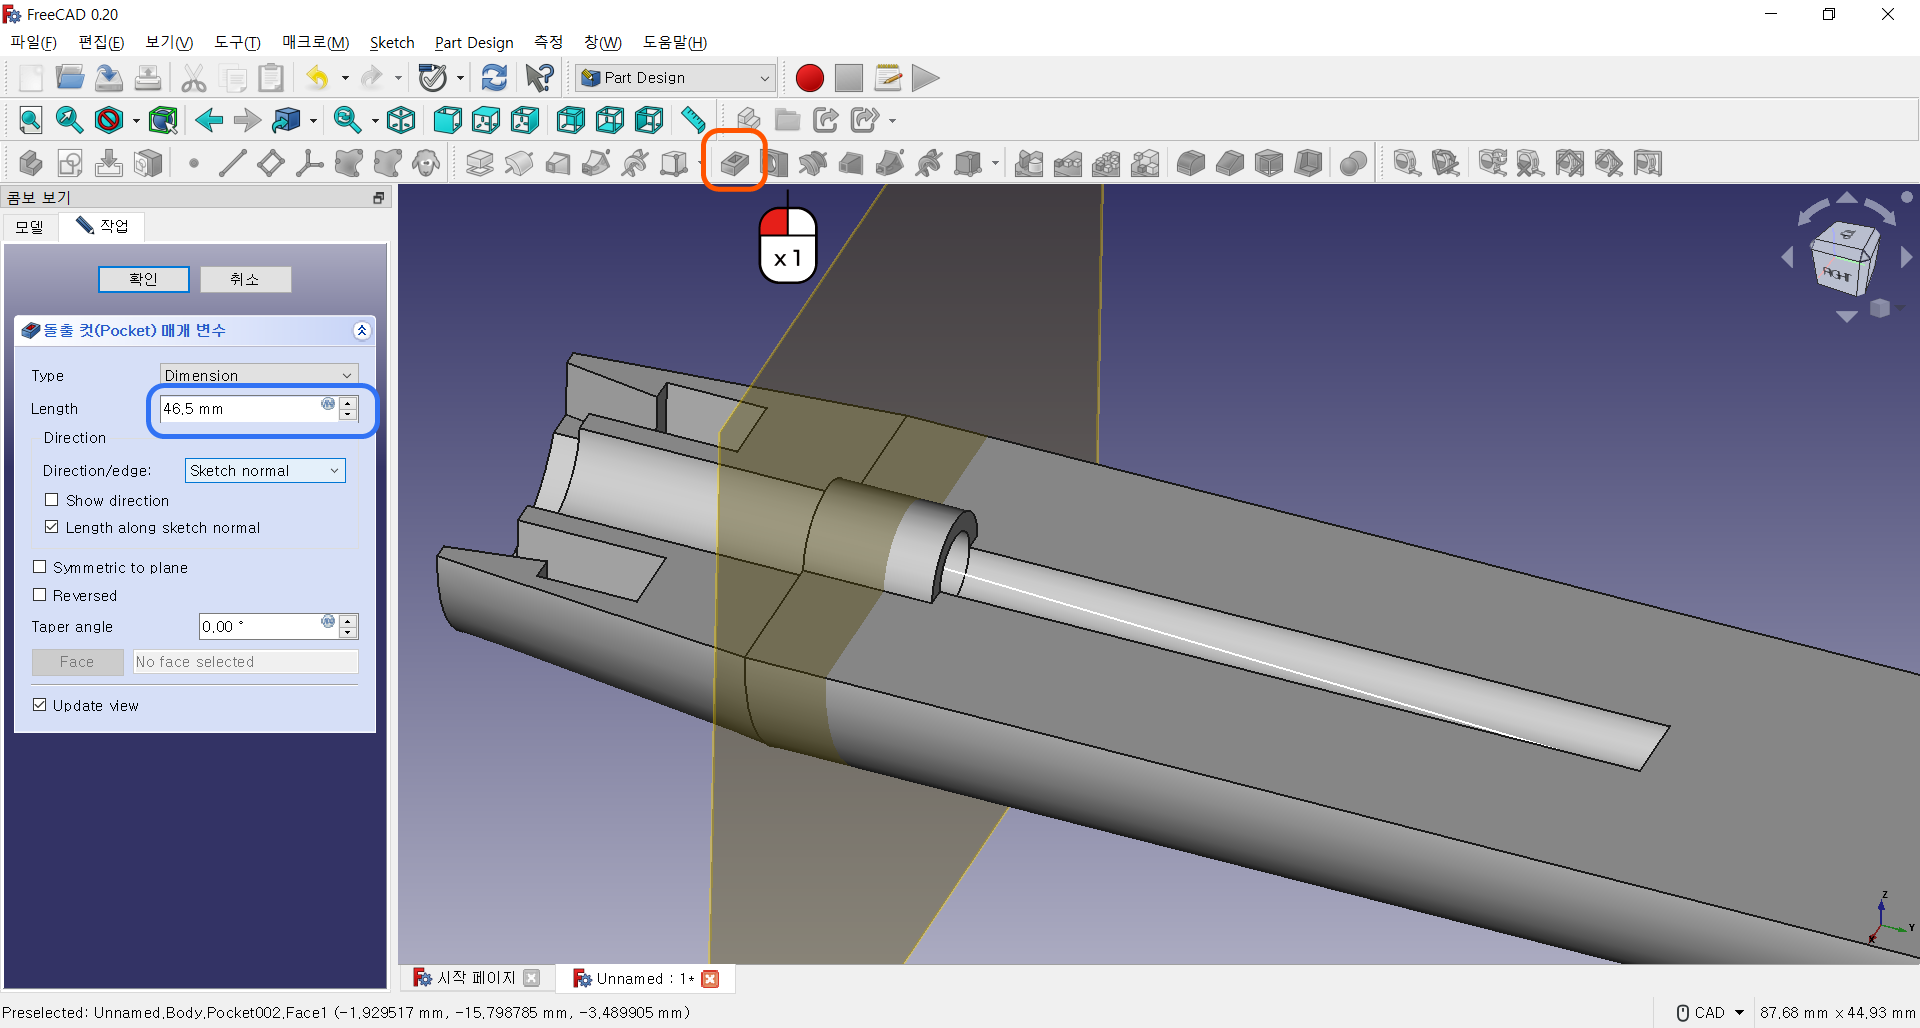 FreeCAD 0.20
파일(F) 편집(E) 보기(V) 도구(T) 매크로(M) Sketch Part Design 측정 창(W) 도움말(H)
Part Design
콤보 보기
모델 작업
x 1
확인 취소
RIGHT
돌출 컷(Pocket) 매개 변수
Type Dimension
Length 46,5 mm
Direction
Direction/edge: Sketch normal
Show direction
Length along sketch normal
Symmetric to plane
Reversed
Taper angle 0,00 °
Face No face selected
Update view
Z
Y
X
시작 페이지 Unnamed : 1*
Preselected: Unnamed,Body,Pocket002,Face1 (-1,929517 mm, -15,798785 mm, -3,489905 mm) CAD 87,68 mm x 44,93 mm